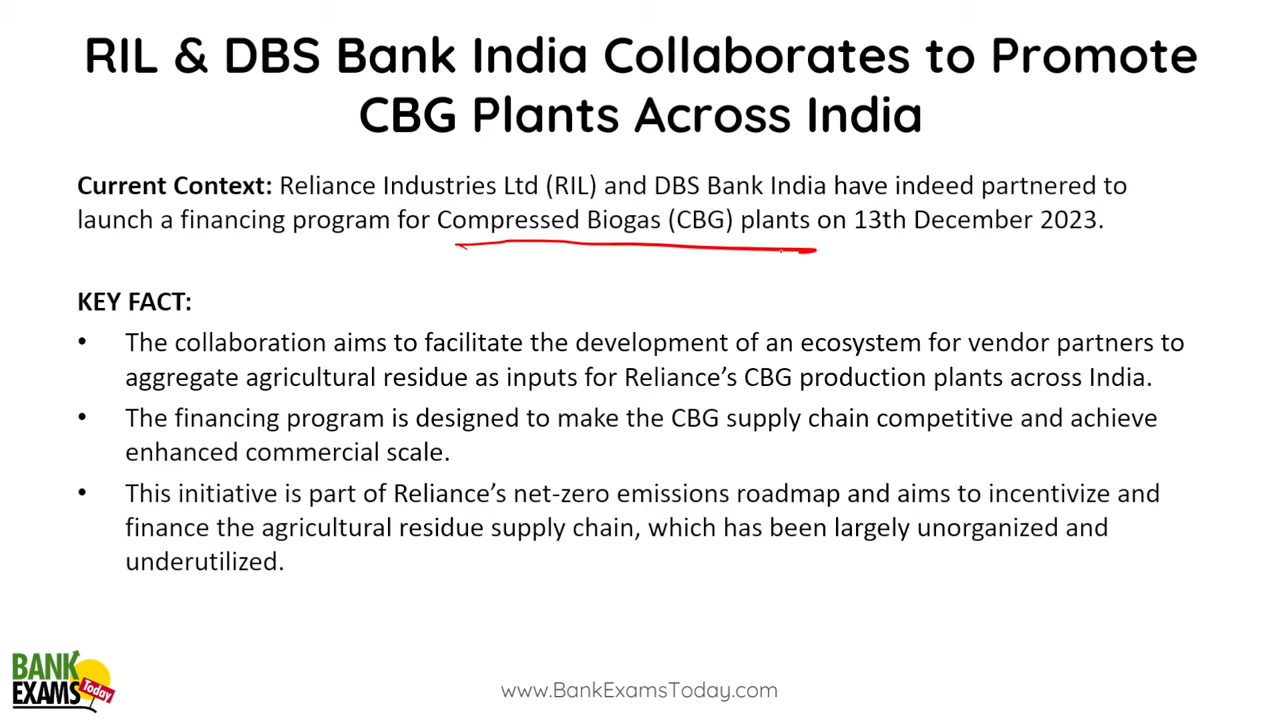 RIL & DBS Bank India Collaborates to Promote
CBG Plants Across India
Current Context: Reliance Industries Ltd (RIL) and DBS Bank India have indeed partnered to
launch a financing program for Compressed Biogas (CBG) plants on 13th December 2023.
KEY FACT:
• The collaboration aims to facilitate the development of an ecosystem for vendor partners to
aggregate agricultural residue as inputs for Reliance’s CBG production plants across India.
• The financing program is designed to make the CBG supply chain competitive and achieve
enhanced commercial scale.
• This initiative is part of Reliance’s net-zero emissions roadmap and aims to incentivize and
finance the agricultural residue supply chain, which has been largely unorganized and
underutilized.
BANK
EXAMS
Today
www.BankExamsToday.com